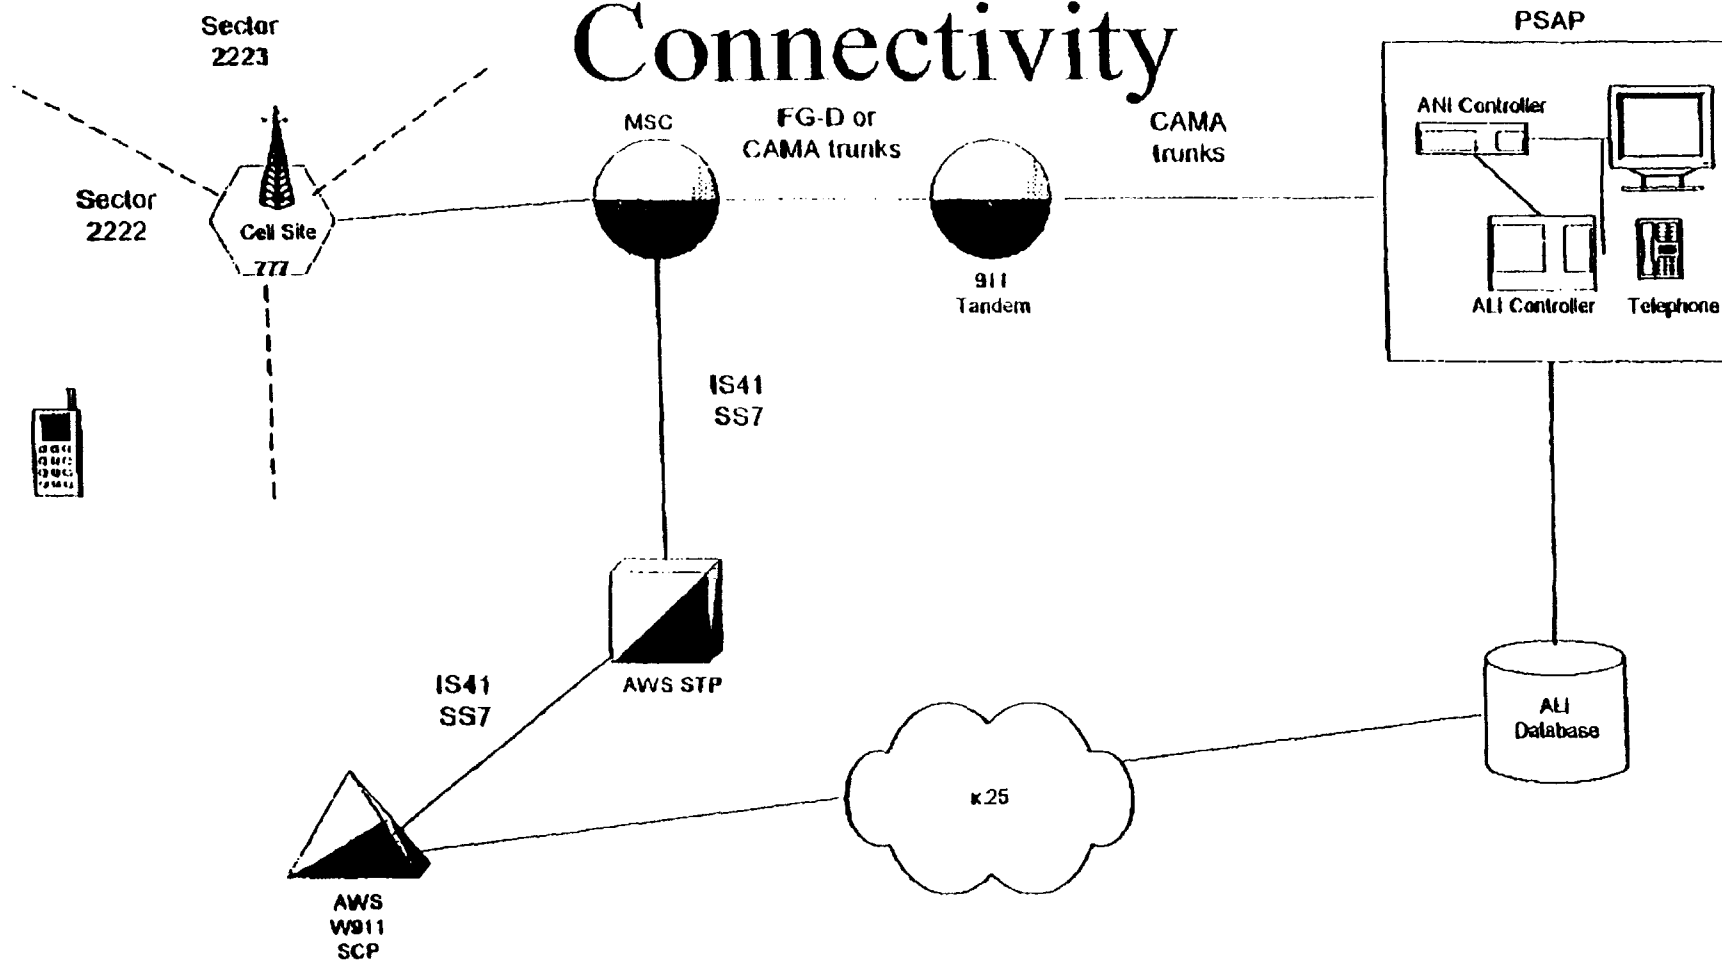 Connectivity
Sector
2223
Sector
2222
Cell Site
777
MSC
FG-D or
CAMA trunks
911
Tandem
CAMA
trunks
PSAP
ANI Controller
ALI Controller
Telephone
IS41
SS7
AWS STP
IS41
SS7
AWS
W911
SCP
x.25
ALI
Database